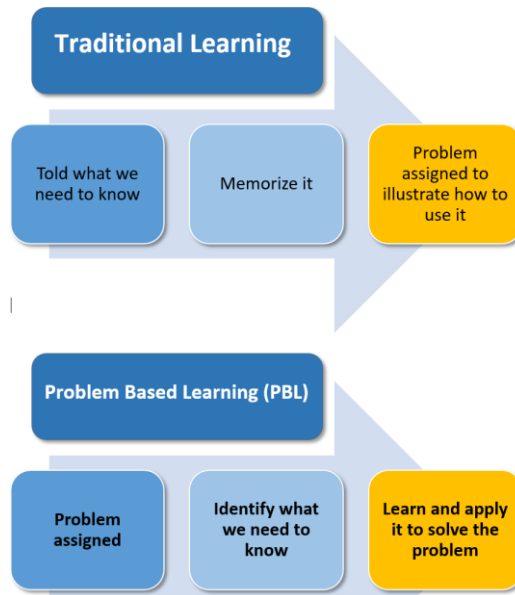 Traditional Learning
Told what we
need to know
Memorize it
Problem
assigned to
illustrate how to
use it
Problem Based Learning (PBL)
Problem
assigned
Identify what
we need to
know
Learn and apply
it to solve the
problem